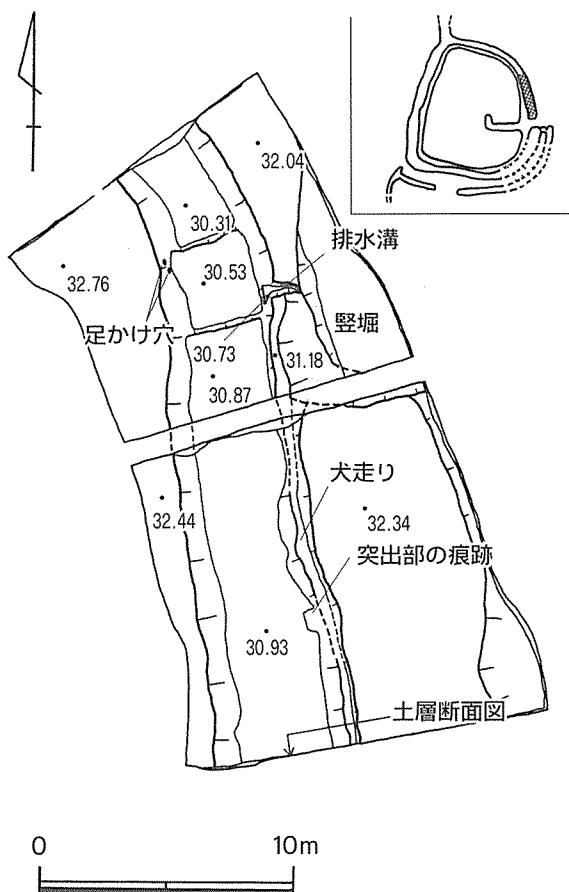 32.04
30.31
排水溝
32.76
30.53
足かけ穴
竪堀
30.73
31.18
30.87
犬走り
32.44
32.34
突出部の痕跡
30.93
土層断面図
0
10m